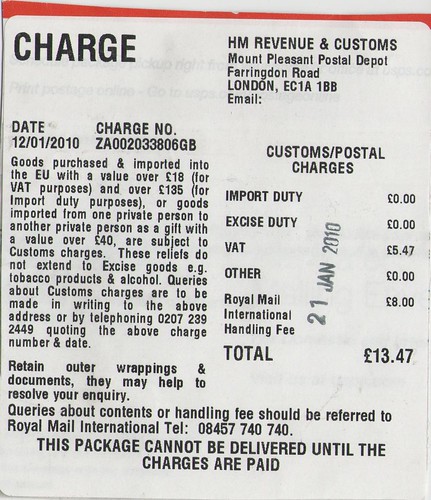 CHARGE
HM REVENUE & CUSTOMS
Mount Pleasant Postal Depot
Farringdon Road
LONDON, EC1A 1BB
Email:
DATE CHARGE NO.
12/01/2010 ZA002033806GB
Goods purchased & imported into
the EU with a value over £18 (for
VAT purposes) and over £135 (for
Import duty purposes), or goods
imported from one private person to
another private person as a gift with
a value over £40, are subject to
Customs charges. These reliefs do
not extend to Excise goods e.g.
tobacco products & alcohol. Queries
about Customs charges are to be
made in writing to the above
address or by telephoning 0207 239
2449 quoting the above charge
number & date.
Retain outer wrappings &
documents, they may help to
resolve your enquiry.
CUSTOMS/POSTAL
CHARGES
IMPORT DUTY £0.00
EXCISE DUTY £0.00
VAT £5.47
OTHER £0.00
Royal Mail £8.00
International
Handling Fee
21 JAN 2010
TOTAL £13.47
Queries about contents or handling fee should be referred to
Royal Mail International Tel: 08457 740 740.
THIS PACKAGE CANNOT BE DELIVERED UNTIL THE
CHARGES ARE PAID